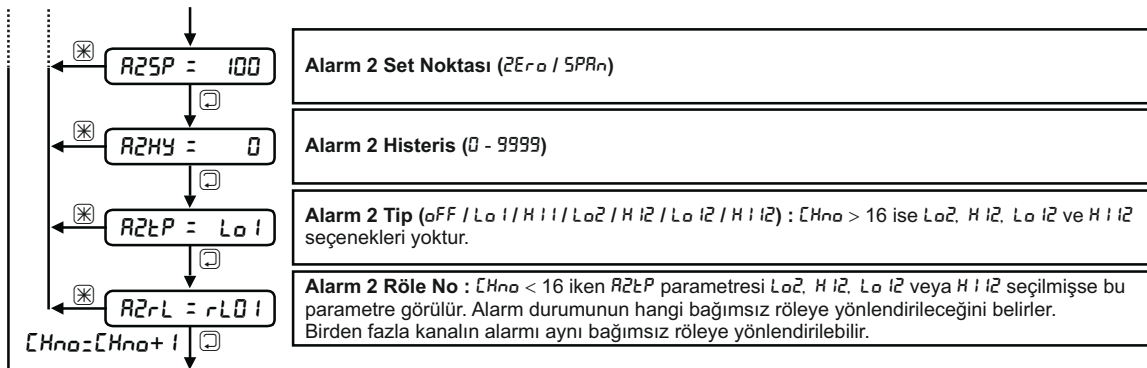 A2SP = 100
Alarm 2 Set Noktası (ZEro / SPAn)
A2HY = 0
Alarm 2 Histeris (0 - 9999)
A2tP = Lo1
Alarm 2 Tip (oFF / Lo1 / HI1 / Lo2 / HI2 / Lo12 / HI12) : CHno > 16 ise Lo2, HI2, Lo12 ve HI12
seçenekleri yoktur.
A2rL = rL01
Alarm 2 Röle No : CHno < 16 iken A2tP parametresi Lo2, HI2, Lo12 veya HI12 seçilmişse bu
parametre görülür. Alarm durumunun hangi bağımsız röleye yönlendirileceğini belirler.
Birden fazla kanalın alarmı aynı bağımsız röleye yönlendirilebilir.
CHno=CHno+1